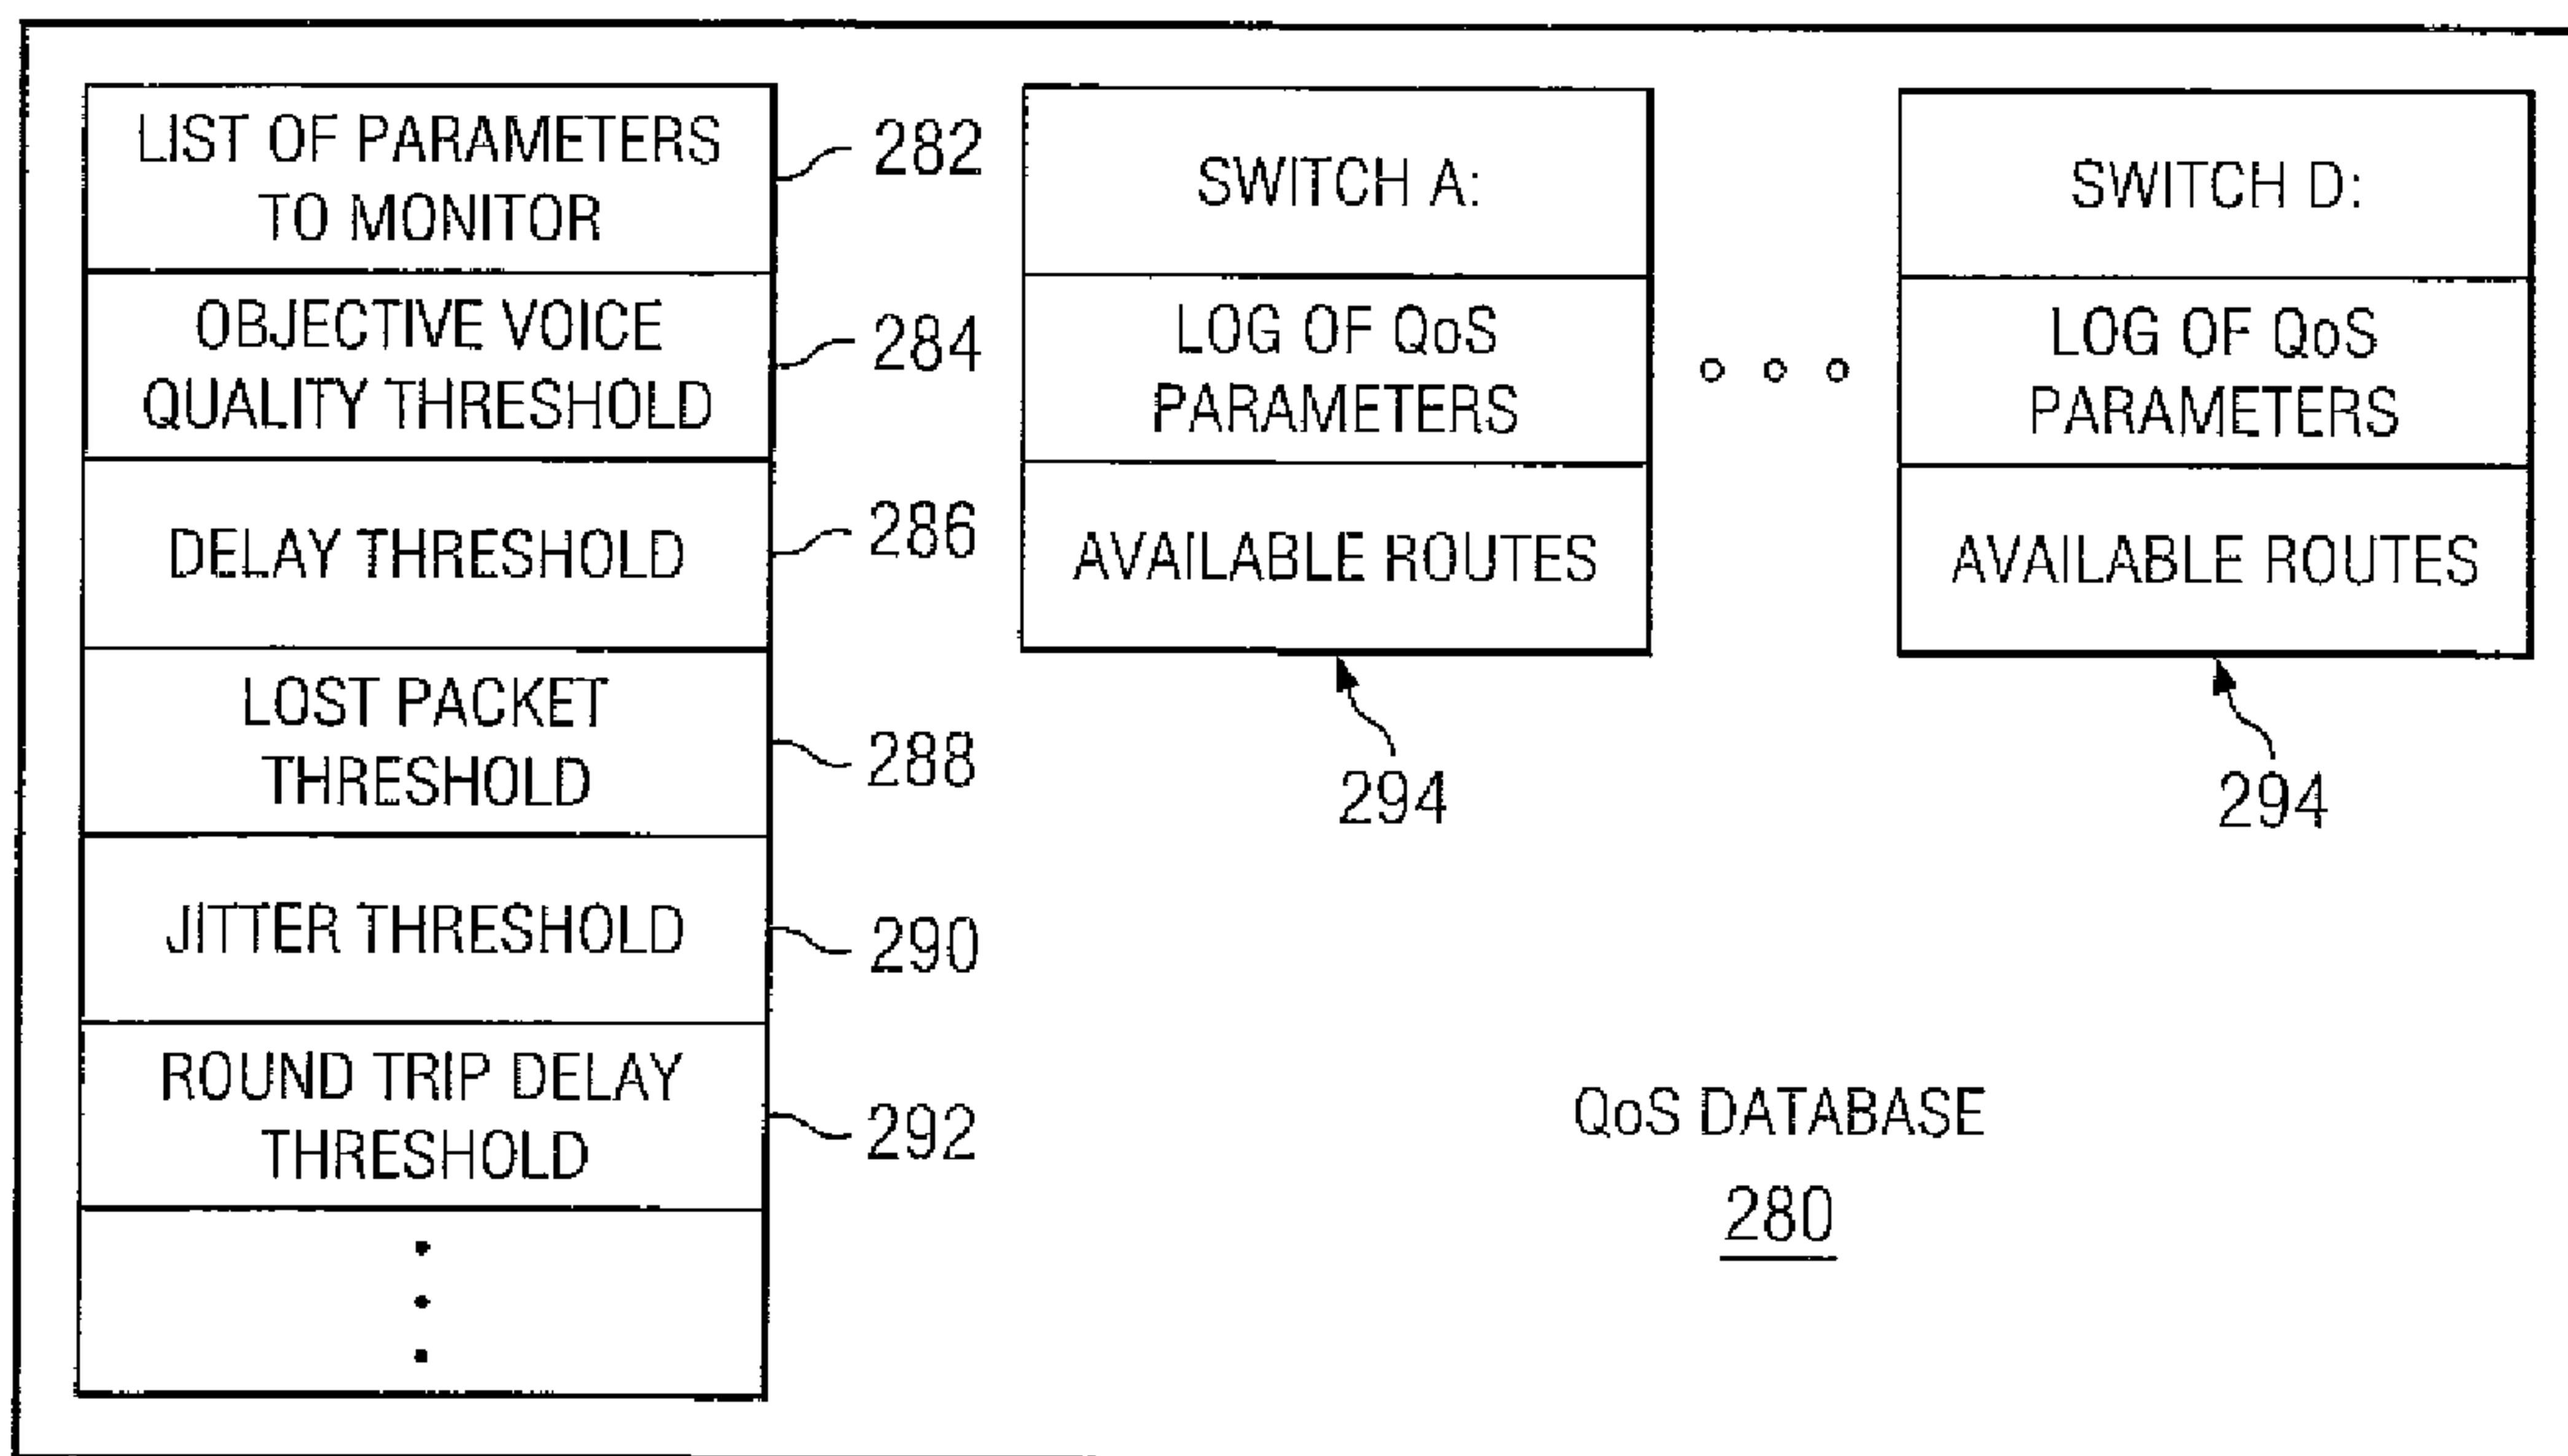 LIST OF PARAMETERS
TO MONITOR
282
OBJECTIVE VOICE
QUALITY THRESHOLD
284
DELAY THRESHOLD
286
LOST PACKET
THRESHOLD
288
JITTER THRESHOLD
290
ROUND TRIP DELAY
THRESHOLD
292
SWITCH A:
LOG OF QoS
PARAMETERS
AVAILABLE ROUTES
294
SWITCH D:
LOG OF QoS
PARAMETERS
AVAILABLE ROUTES
294
QoS DATABASE
280